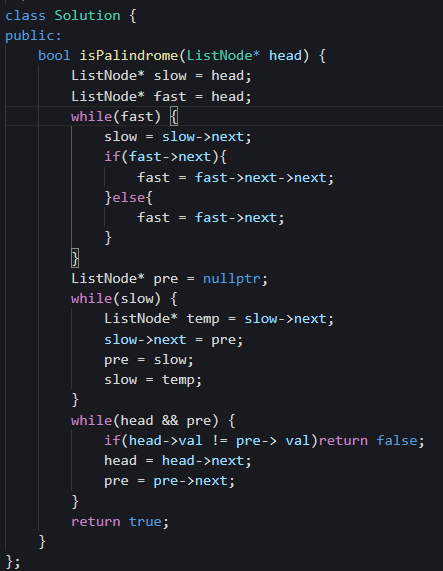 class Solution {
public:
    bool isPalindrome(ListNode* head) {
        ListNode* slow = head;
        ListNode* fast = head;
        while(fast) {
            slow = slow->next;
            if(fast->next){
                fast = fast->next->next;
            }else{
                fast = fast->next;
            }
        }
        ListNode* pre = nullptr;
        while(slow) {
            ListNode* temp = slow->next;
            slow->next = pre;
            pre = slow;
            slow = temp;
        }
        while(head && pre) {
            if(head->val != pre-> val)return false;
            head = head->next;
            pre = pre->next;
        }
        return true;
    }
};